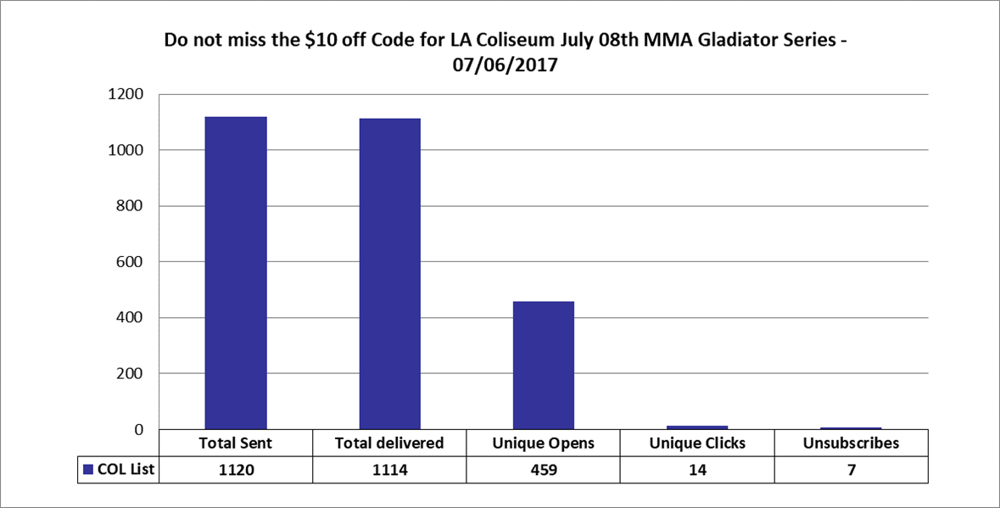 Do not miss the $10 off Code for LA Coliseum July 08th MMA Gladiator Series -
07/06/2017
1200
1000
800
600
400
200
0
Total Sent Total delivered Unique Opens Unique Clicks Unsubscribes
COL List 1120 1114 459 14 7